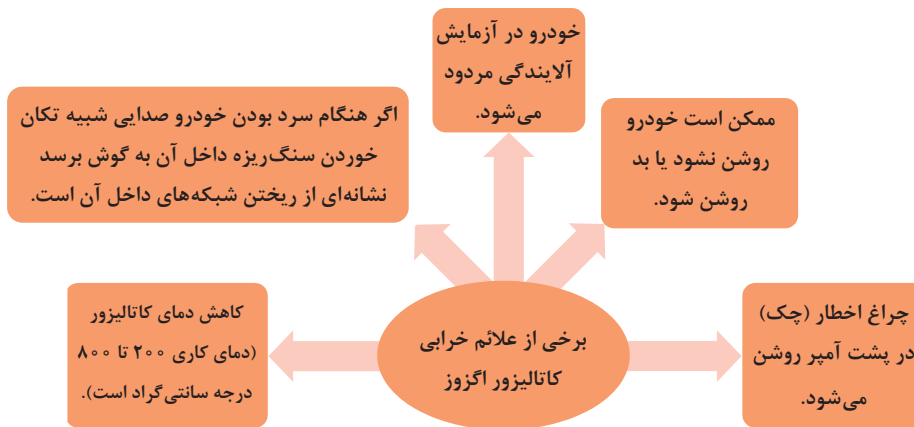 خودرو در آزمایش
آلایندگی مردود
می‌شود.
ممکن است خودرو
روشن نشود یا بد
روشن شود.
اگر هنگام سرد بودن خودرو صدایی شبیه تکان
خوردن سنگ‌ریزه داخل آن به گوش برسد
نشانه‌ای از ریختن شبکه‌های داخل آن است.
چراغ اخطار (چک)
در پشت آمپر روشن
می‌شود.
برخی از علائم خرابی
کاتالیزور اگزوز
کاهش دمای کاتالیزور
(دمای کاری ۲۰۰ تا ۸۰۰
درجه سانتی‌گراد است).